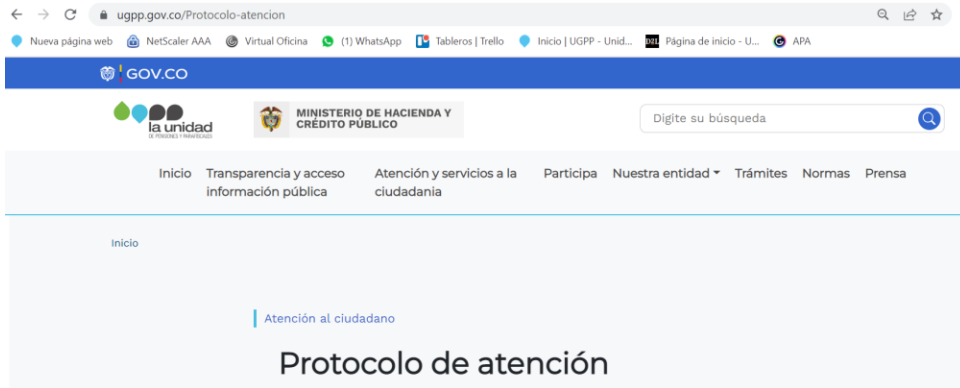 ugpp.gov.co/Protocolo-atencion
Nueva página web NetScaler AAA Virtual Oficina (1) WhatsApp Tableros | Trello Inicio | UGPP - Unid... Página de inicio - U... APA
GOV.CO
la unidad
DE PENSIONES Y PARAFISCALES
MINISTERIO DE HACIENDA Y
CRÉDITO PÚBLICO
Digite su búsqueda
Inicio Transparencia y acceso Atención y servicios a la Participa Nuestra entidad Trámites Normas Prensa
información pública ciudadania
Inicio
Atención al ciudadano
Protocolo de atención